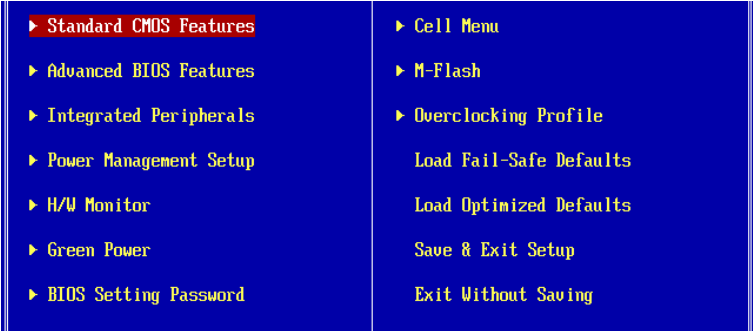 Standard CMOS Features
Advanced BIOS Features
Integrated Peripherals
Power Management Setup
H/W Monitor
Green Power
BIOS Setting Password
Cell Menu
M-Flash
Overclocking Profile
Load Fail-Safe Defaults
Load Optimized Defaults
Save & Exit Setup
Exit Without Saving